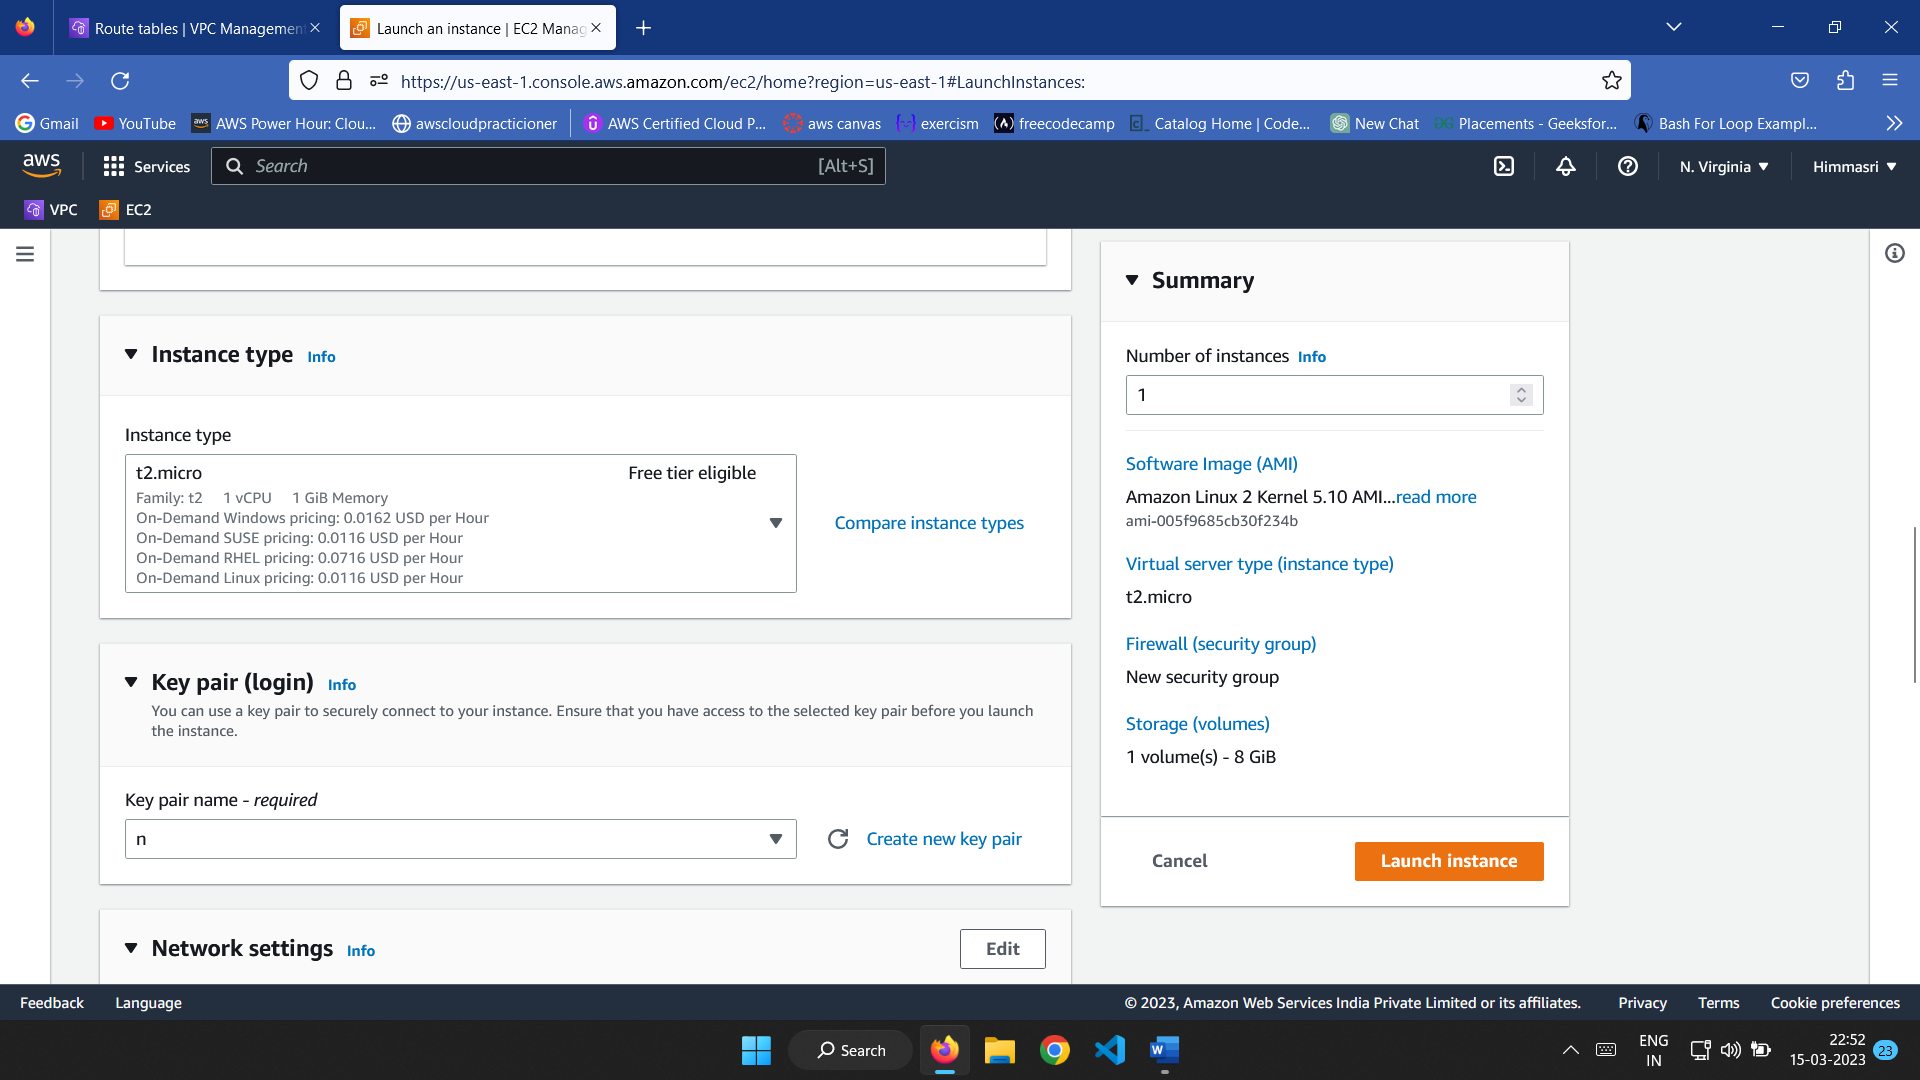 Route tables | VPC Managemen
Launch an instance | EC2 Manag
https://us-east-1.console.aws.amazon.com/ec2/home?region=us-east-1#LaunchInstances:
Gmail
YouTube
AWS Power Hour: Clou...
awscloudpracticioner
AWS Certified Cloud P...
aws canvas
exercism
freecodecamp
Catalog Home | Code...
New Chat
Placements - Geeksfor...
Bash For Loop Exampl...
aws
Services
Search
[Alt+S]
N. Virginia
Himmasri
VPC
EC2
Instance type Info
Instance type
t2.micro Free tier eligible
Family: t2 1 vCPU 1 GiB Memory
On-Demand Windows pricing: 0.0162 USD per Hour
On-Demand SUSE pricing: 0.0116 USD per Hour
On-Demand RHEL pricing: 0.0716 USD per Hour
On-Demand Linux pricing: 0.0116 USD per Hour
Compare instance types
Key pair (login) Info
You can use a key pair to securely connect to your instance. Ensure that you have access to the selected key pair before you launch
the instance.
Key pair name - required
n
Create new key pair
Network settings Info
Edit
Summary
Number of instances Info
1
Software Image (AMI)
Amazon Linux 2 Kernel 5.10 AMI...read more
ami-005f9685cb30f234b
Virtual server type (instance type)
t2.micro
Firewall (security group)
New security group
Storage (volumes)
1 volume(s) - 8 GiB
Cancel
Launch instance
Feedback
Language
© 2023, Amazon Web Services India Private Limited or its affiliates.
Privacy
Terms
Cookie preferences
Search
ENG
IN
22:52
15-03-2023
23